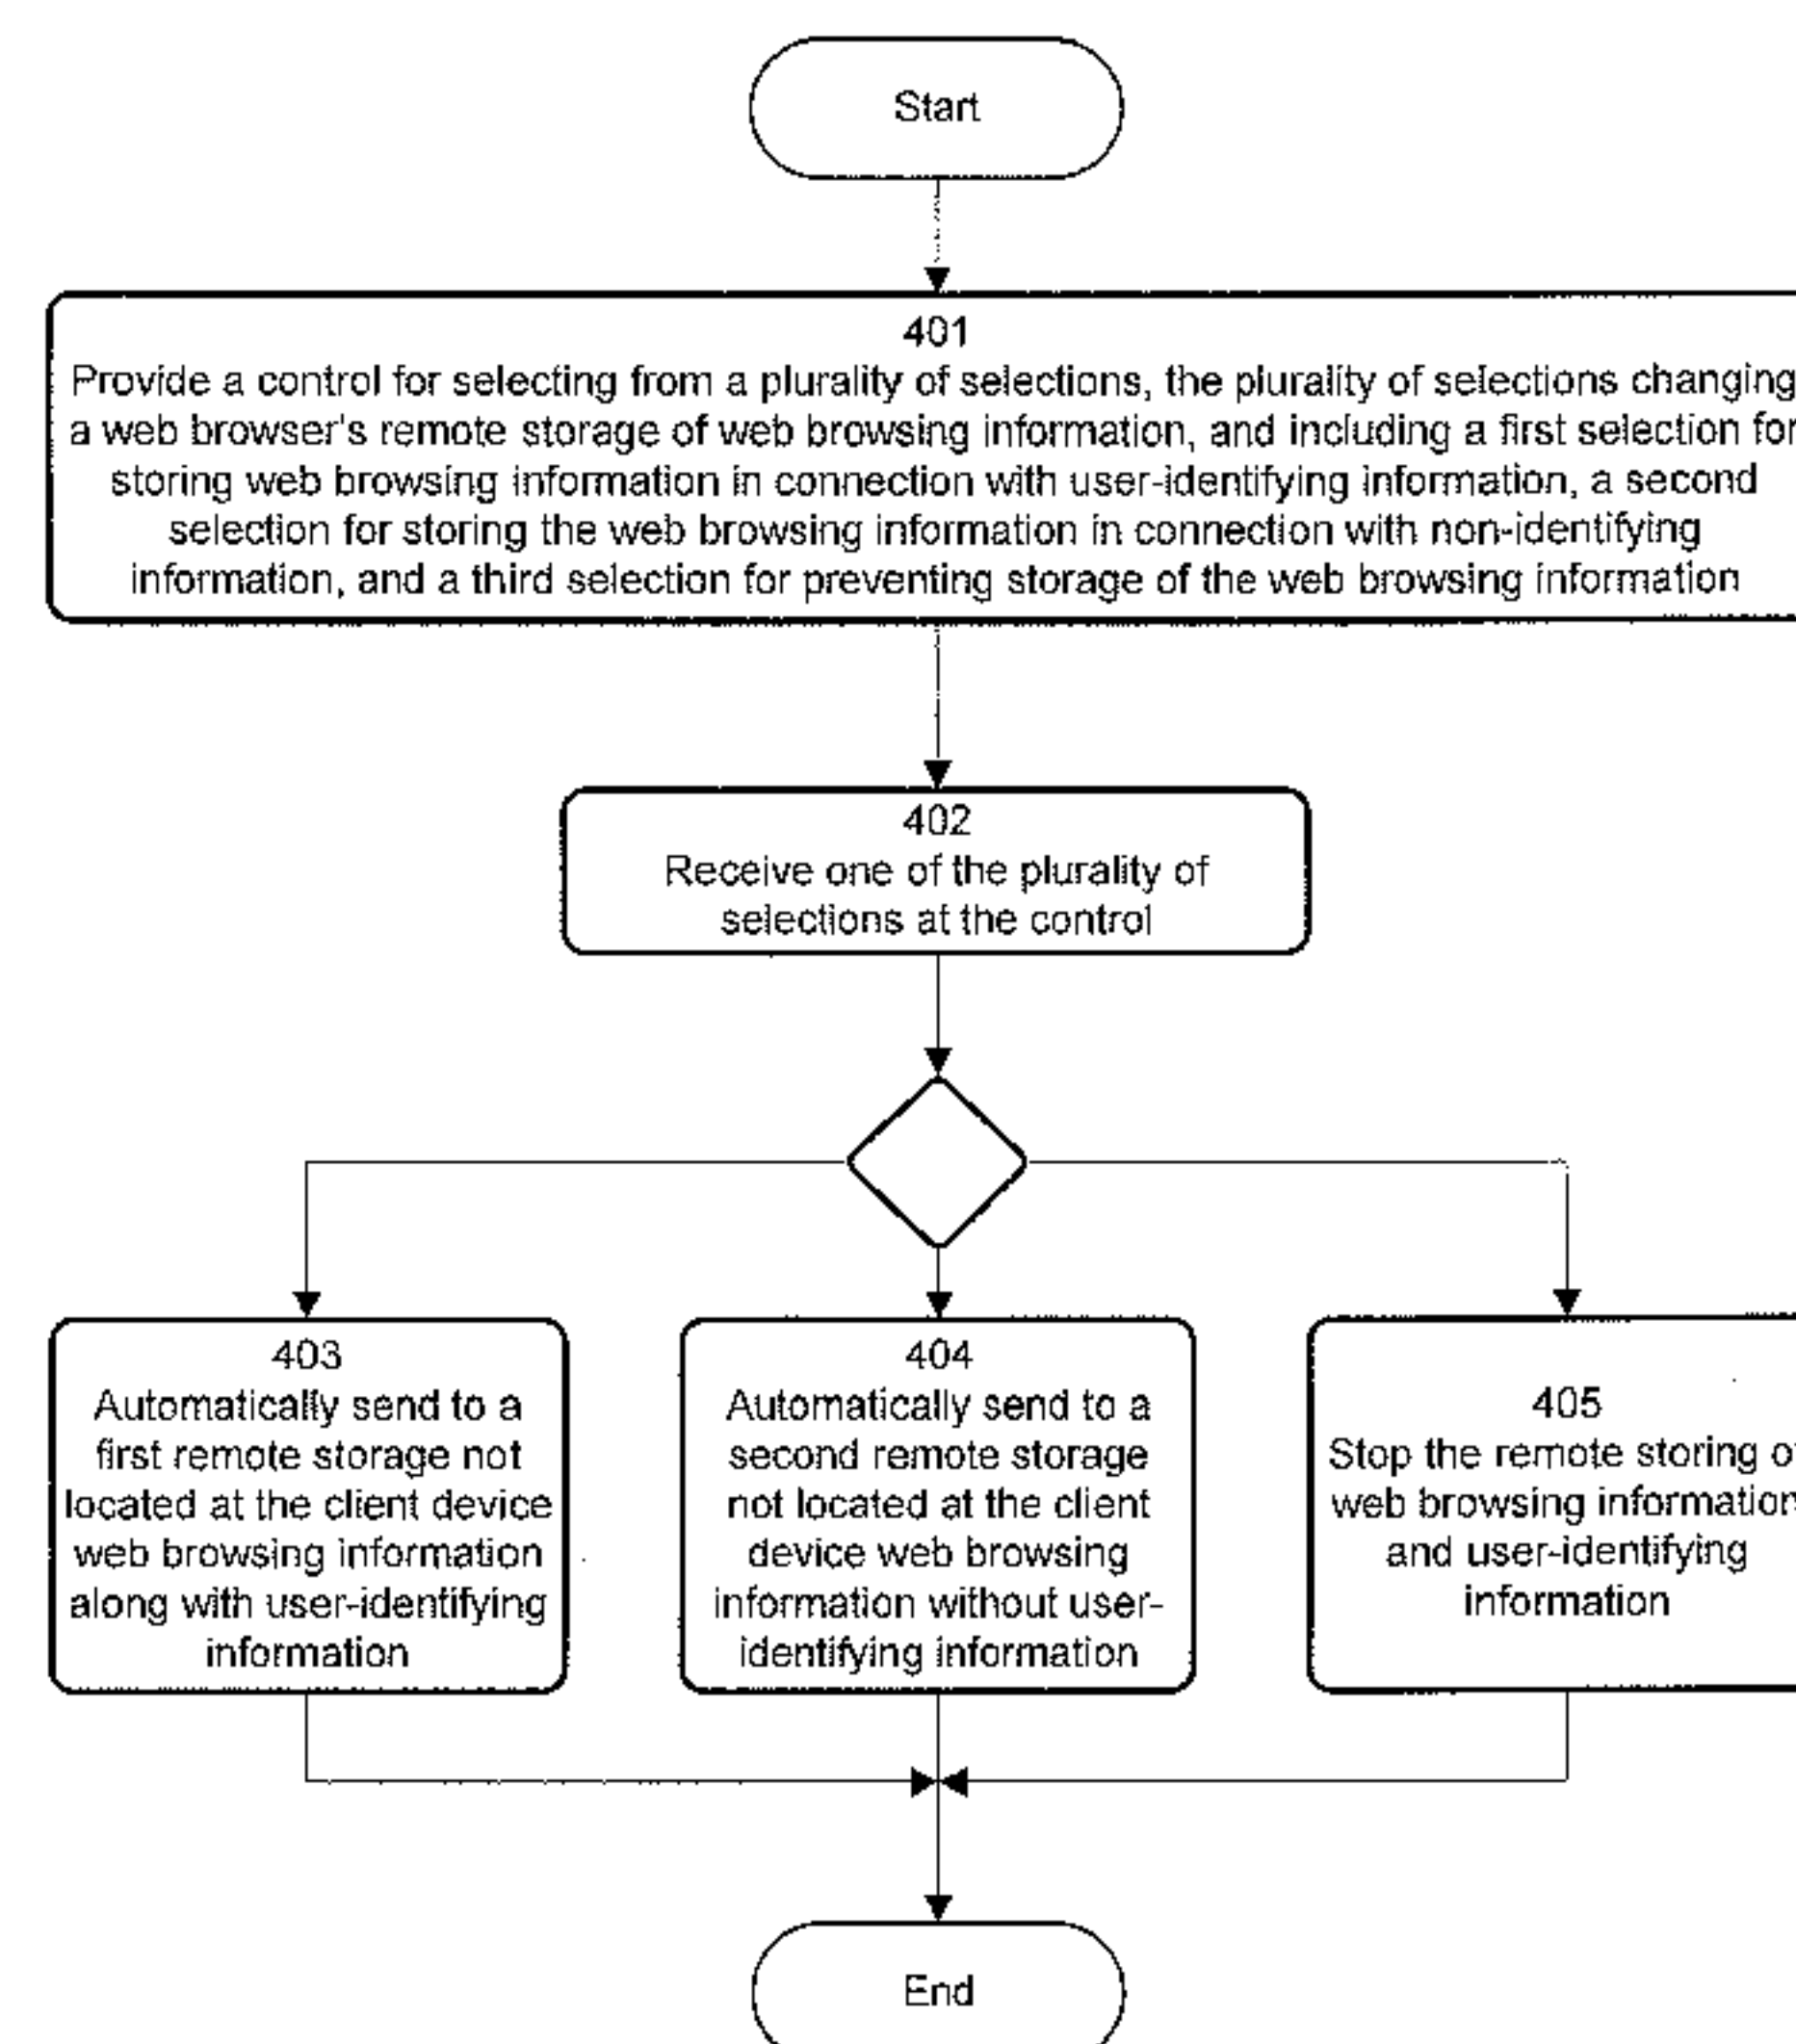 Start
401
Provide a control for selecting from a plurality of selections, the plurality of selections changing
a web browser's remote storage of web browsing information, and including a first selection for
storing web browsing information in connection with user-identifying information, a second
selection for storing the web browsing information in connection with non-identifying
information, and a third selection for preventing storage of the web browsing information
402
Receive one of the plurality of
selections at the control
403
Automatically send to a
first remote storage not
located at the client device
web browsing information
along with user-identifying
information
404
Automatically send to a
second remote storage
not located at the client
device web browsing
information without user-
identifying information
405
Stop the remote storing of
web browsing information
and user-identifying
information
End